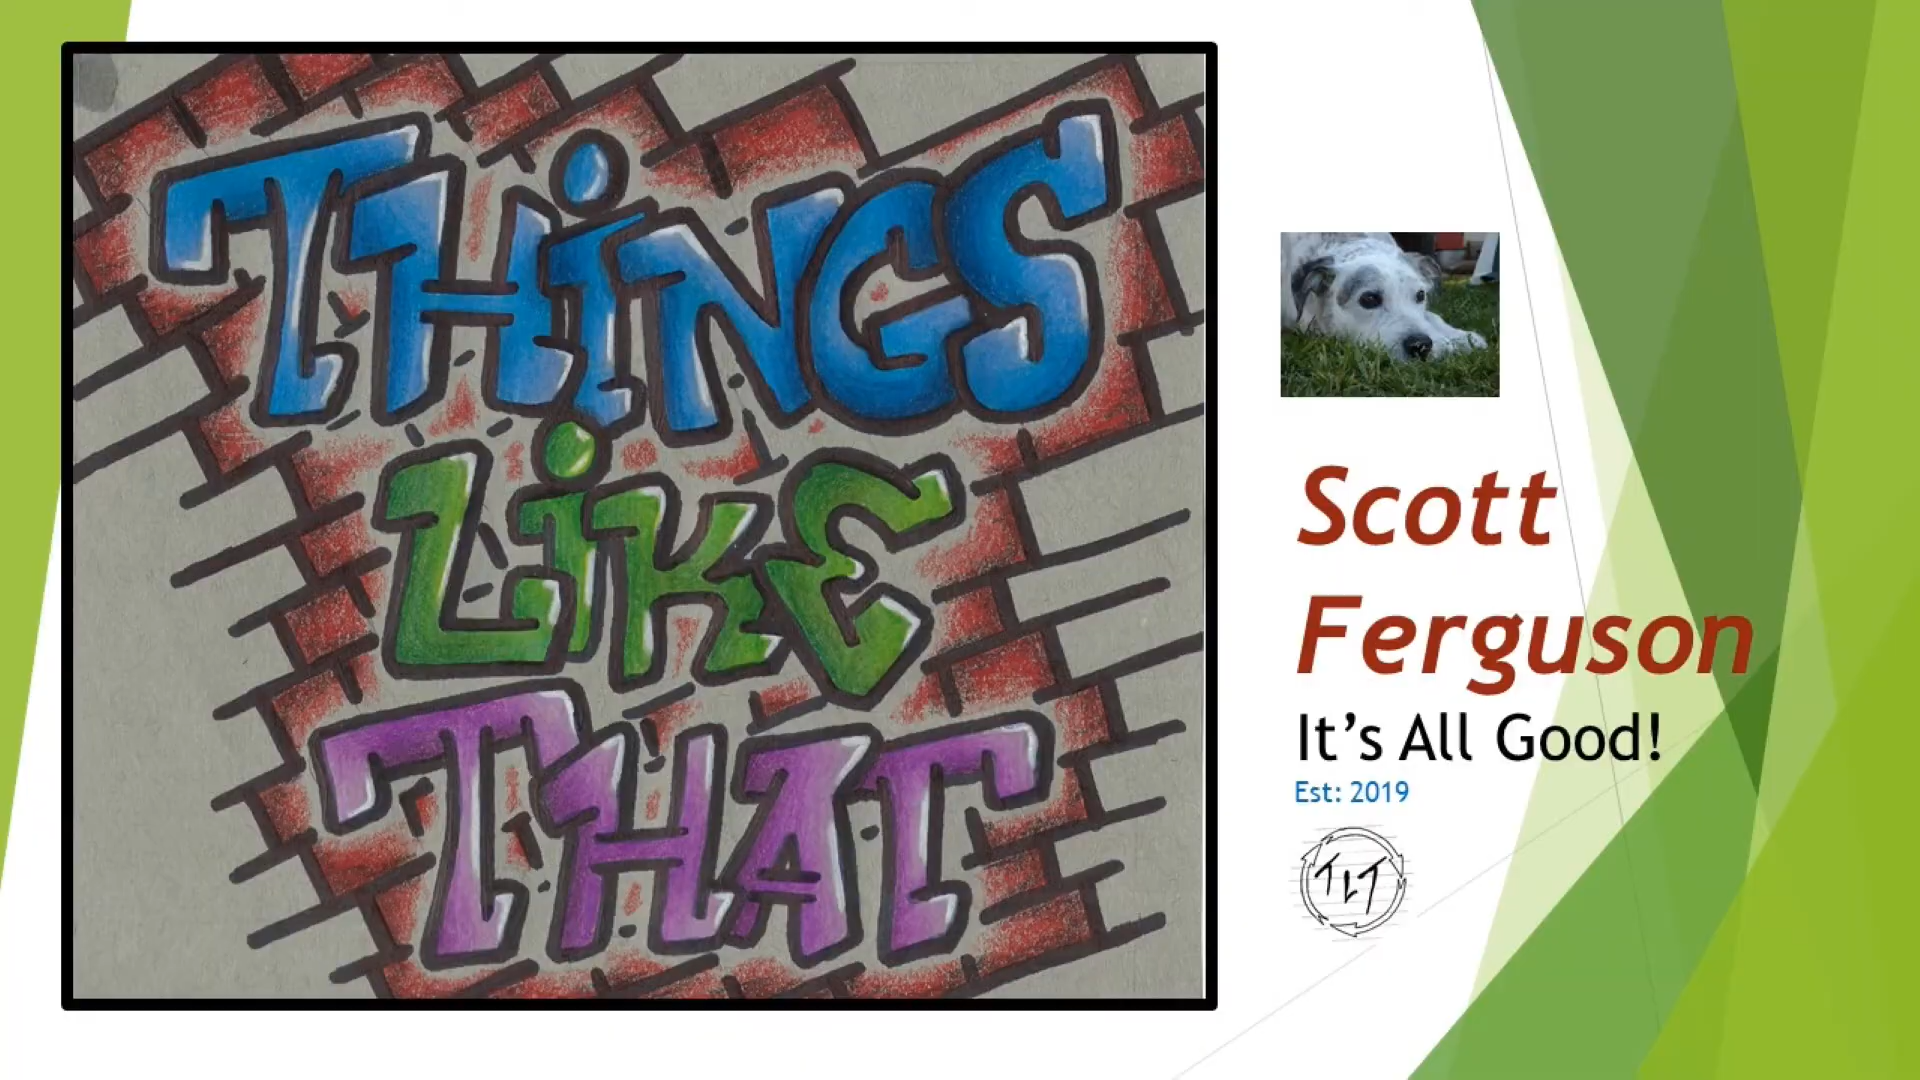 THiNGS
LiKE
THAT
Scott
Ferguson
It's All Good!
Est: 2019
TLT